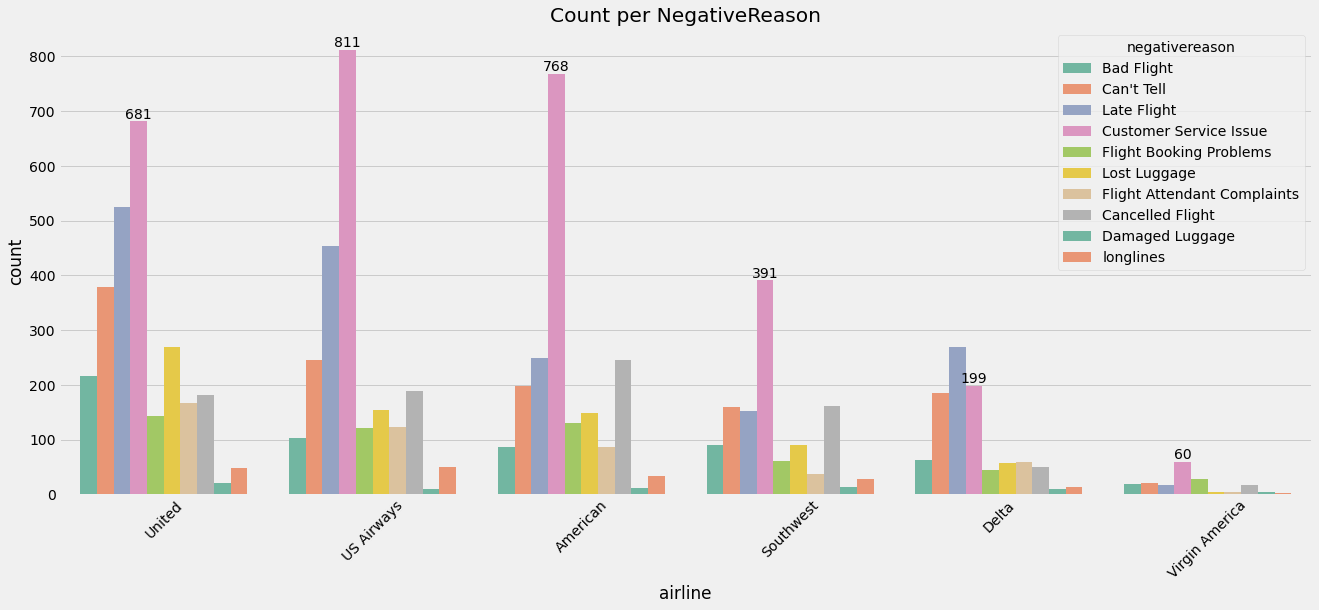 Count per NegativeReason
count
800
700
600
500
400
300
200
100
0
681
811
768
391
199
60
negativereason
Bad Flight
Can't Tell
Late Flight
Customer Service Issue
Flight Booking Problems
Lost Luggage
Flight Attendant Complaints
Cancelled Flight
Damaged Luggage
longlines
United
US Airways
American
Southwest
Delta
Virgin America
airline